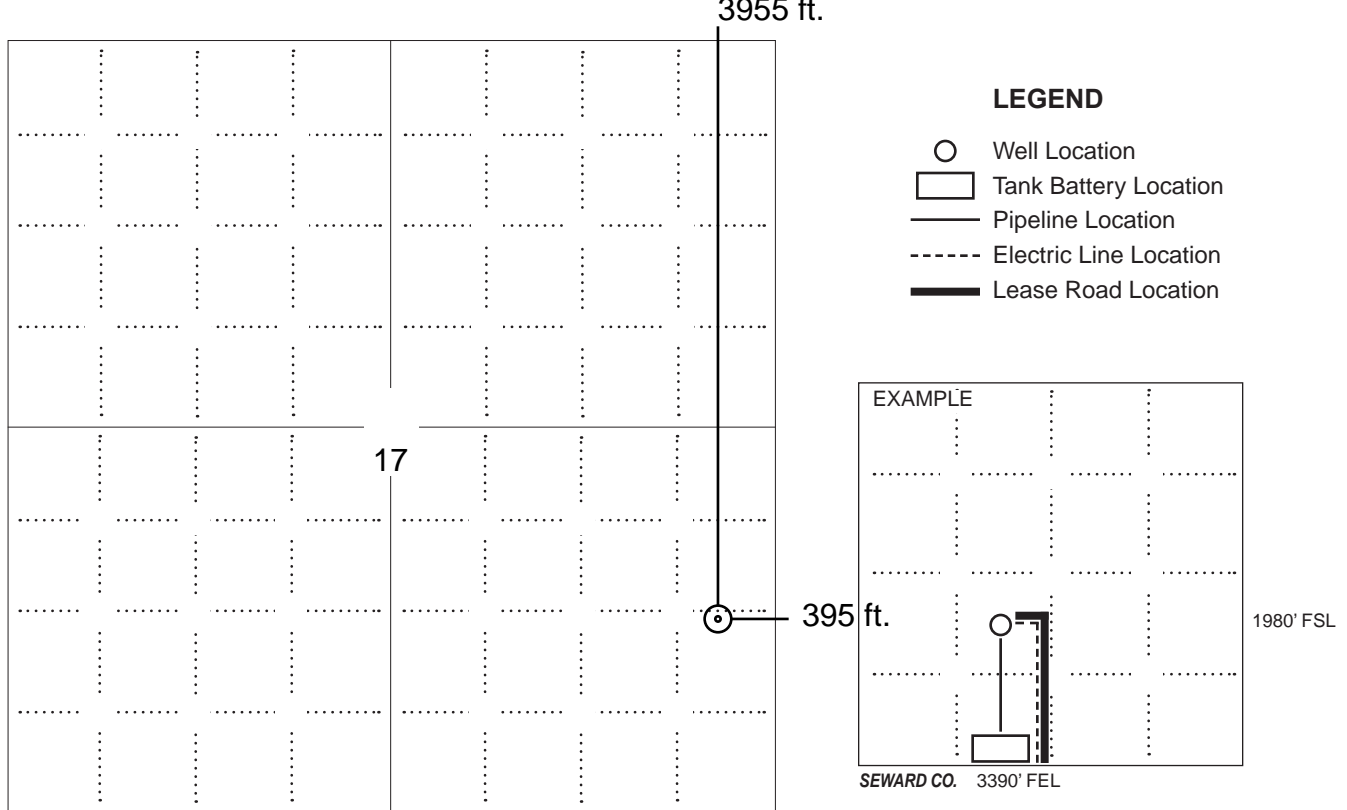 3955 ft.
LEGEND
Well Location
Tank Battery Location
Pipeline Location
Electric Line Location
Lease Road Location
EXAMPLE
17
395 ft.
1980' FSL
SEWARD CO. 3390' FEL